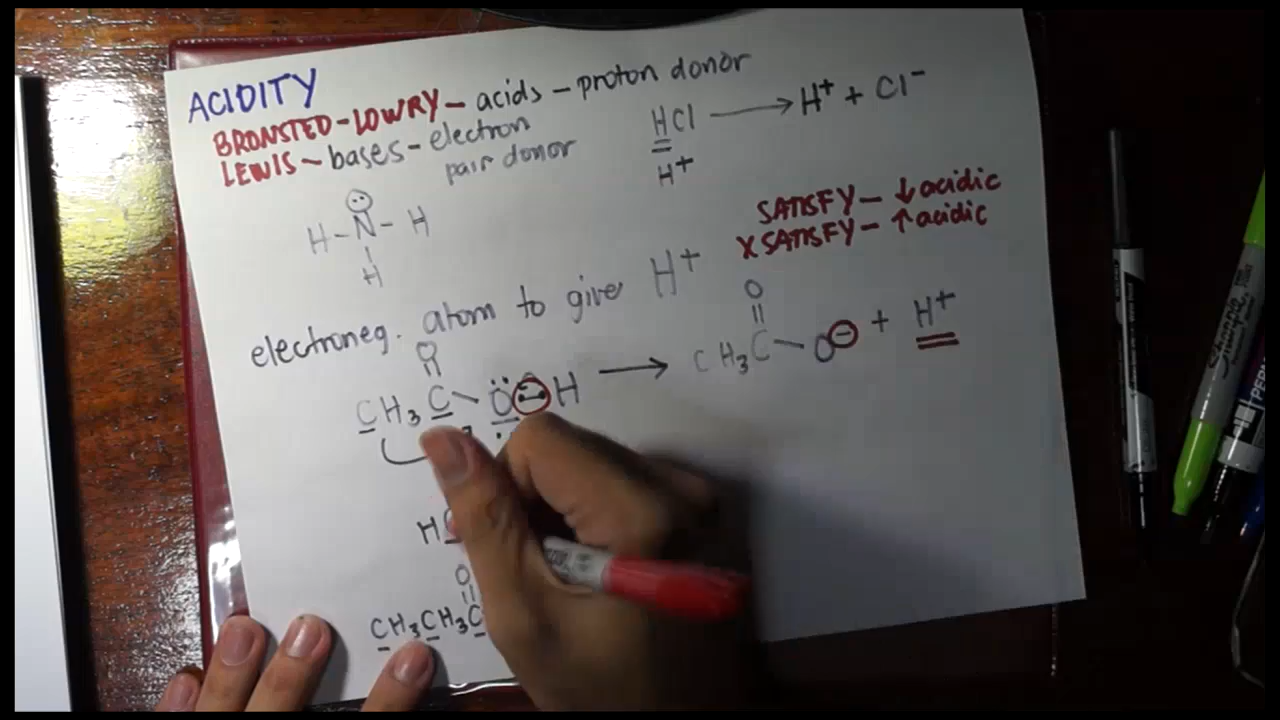 ACIDITY
BRONSTED-LOWRY - acids - proton donor
LEWIS - bases - electron
pair donor
HCl → H+ + Cl-
H+
H-N-H
H
SATISFY - ↓ acidic
X SATISFY - ↑ acidic
electroneg. atom to give H+
O
CH3C-O H → CH3C-O- + H+
O
H
O
CH3CH3C
Sharpie